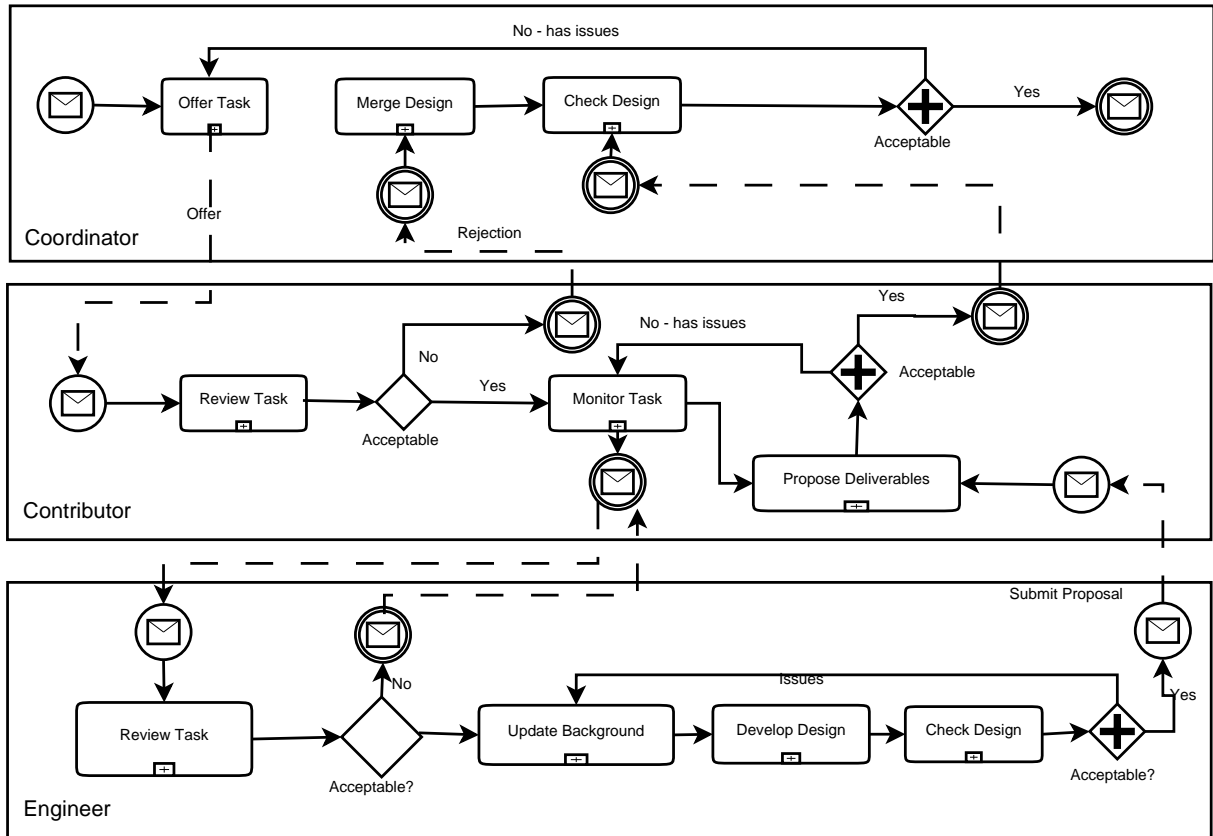 No - has issues
Offer Task
Merge Design
Check Design
Yes
Acceptable
Offer
Rejection
Coordinator
Yes
No - has issues
No
Yes
Acceptable
Review Task
Monitor Task
Acceptable
Propose Deliverables
Contributor
Submit Proposal
No
Issues
Yes
Review Task
Update Background
Develop Design
Check Design
Acceptable?
Acceptable?
Engineer